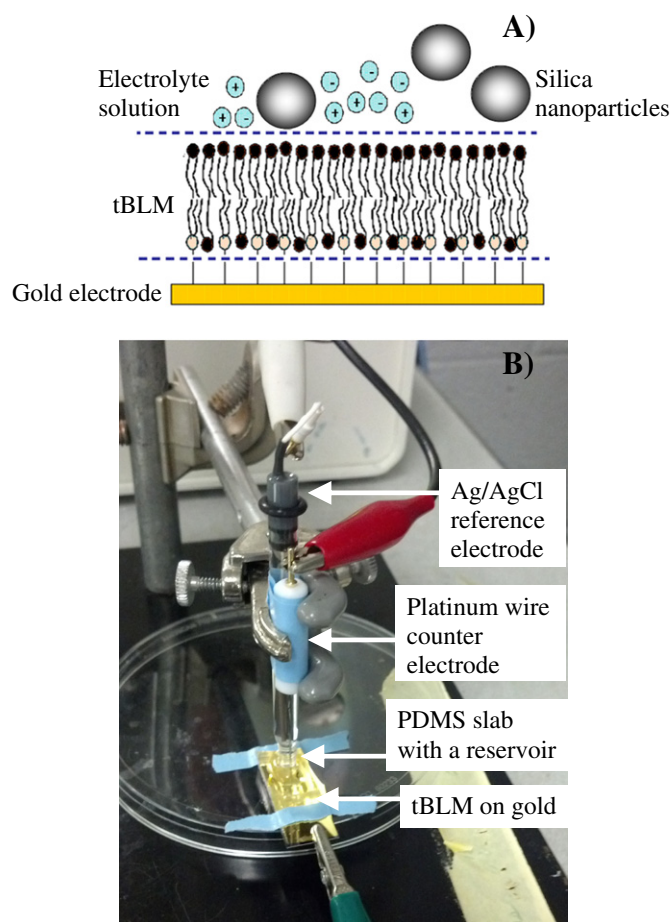 A)
Electrolyte
solution
Silica
nanoparticles
tBLM
Gold electrode
B)
Ag/AgCl
reference
electrode
Platinum wire
counter
electrode
PDMS slab
with a reservoir
tBLM on gold